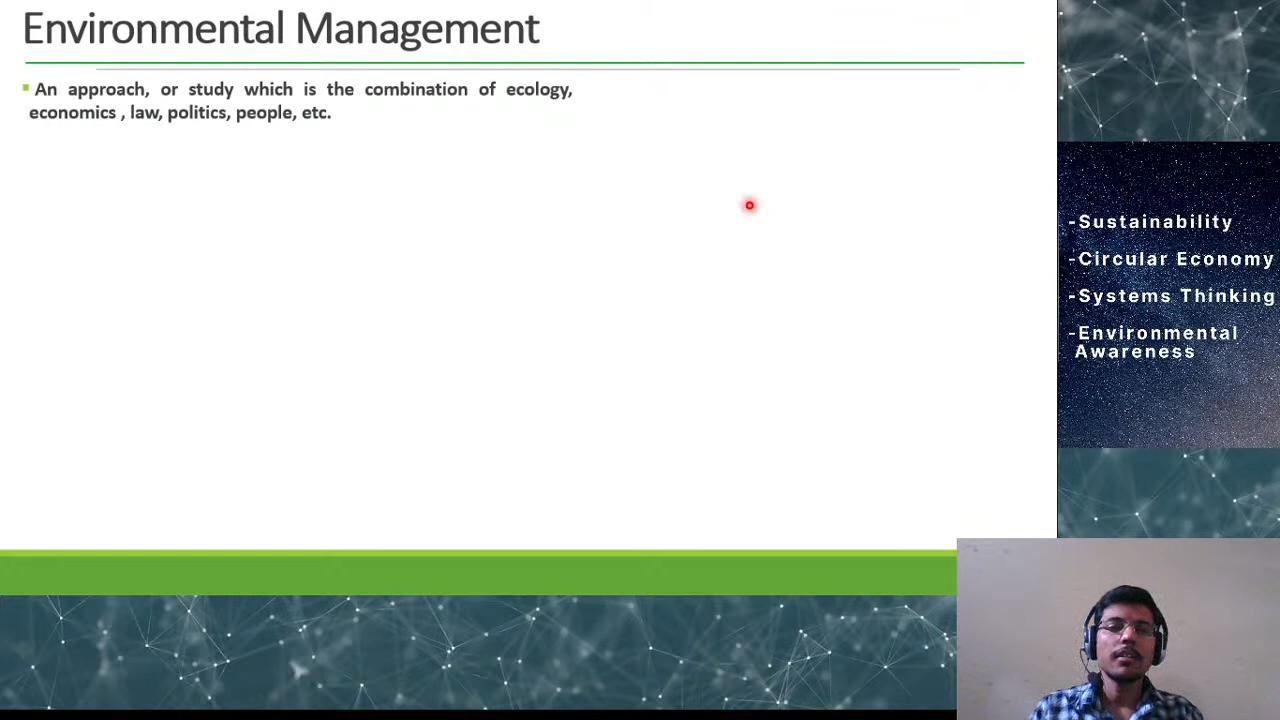 Environmental Management
An approach, or study which is the combination of ecology,
economics , law, politics, people, etc.
-Sustainability
-Circular Economy
-Systems Thinking
-Environmental
Awareness